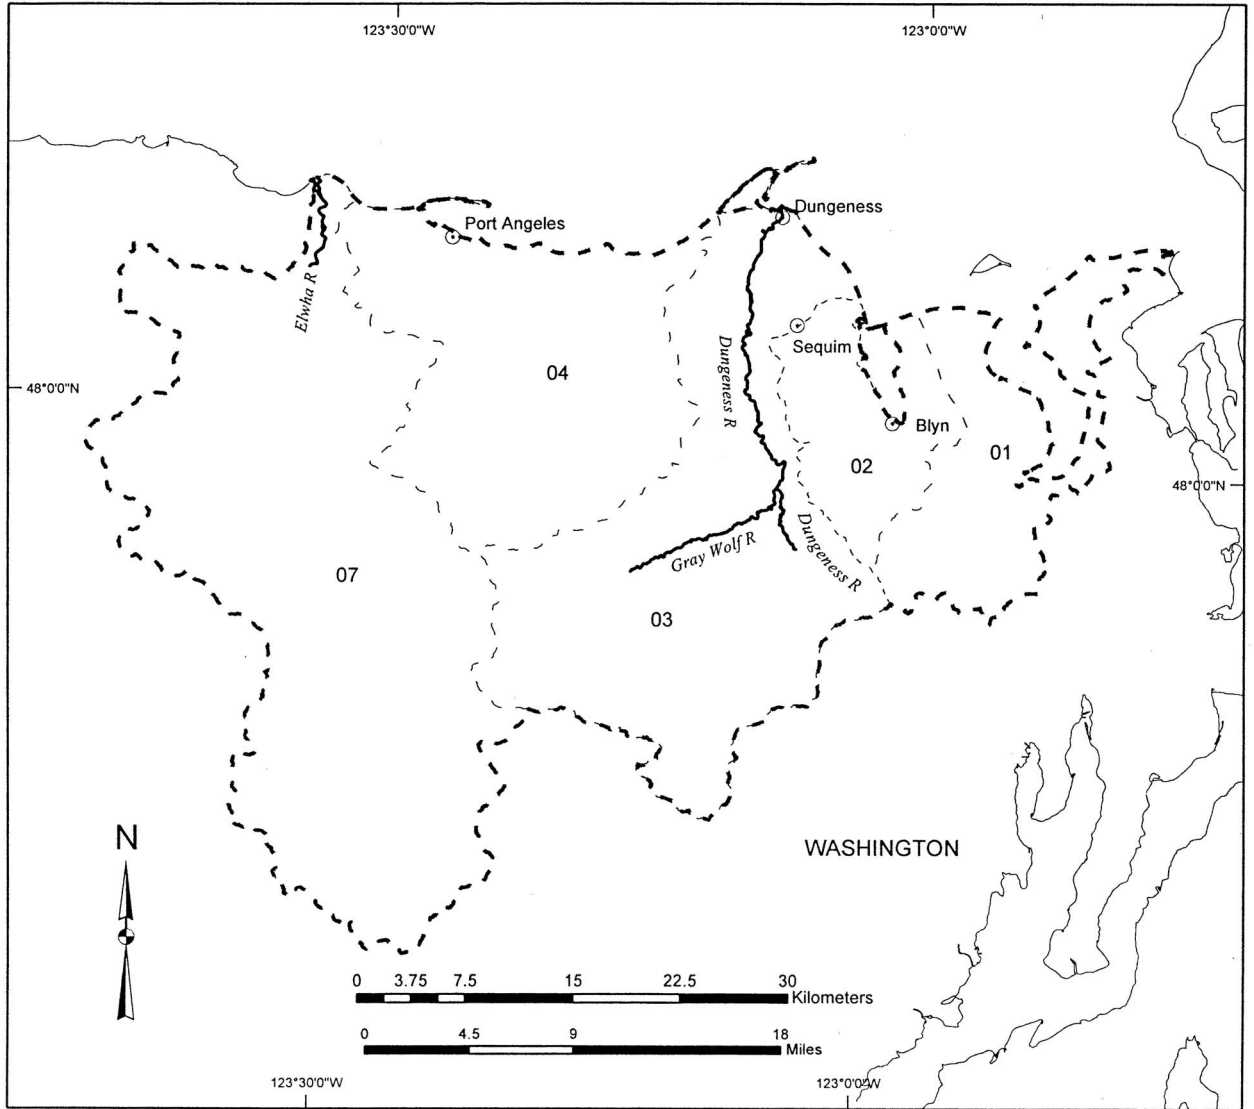 123°30'0"W
123°0'0"W
Port Angeles
Dungeness
Elwha R
Sequim
04
Dungeness R
48°0'0"N
Blyn
01
02
48°0'0"N
Gray Wolf R
Dungeness R
07
03
N
WASHINGTON
0 3.75 7.5 15 22.5 30
Kilometers
0 4.5 9 18
Miles
123°30'0"W
123°0'0"W